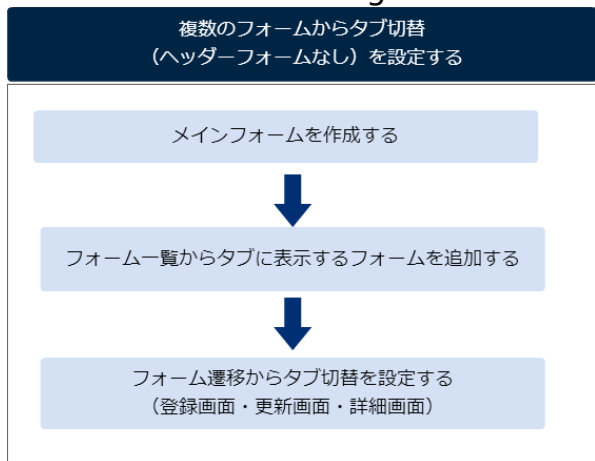 複数のフォームからタブ切替
（ヘッダーフォームなし）を設定する
メインフォームを作成する
フォーム一覧からタブに表示するフォームを追加する
フォーム遷移からタブ切替を設定する
（登録画面・更新画面・詳細画面）